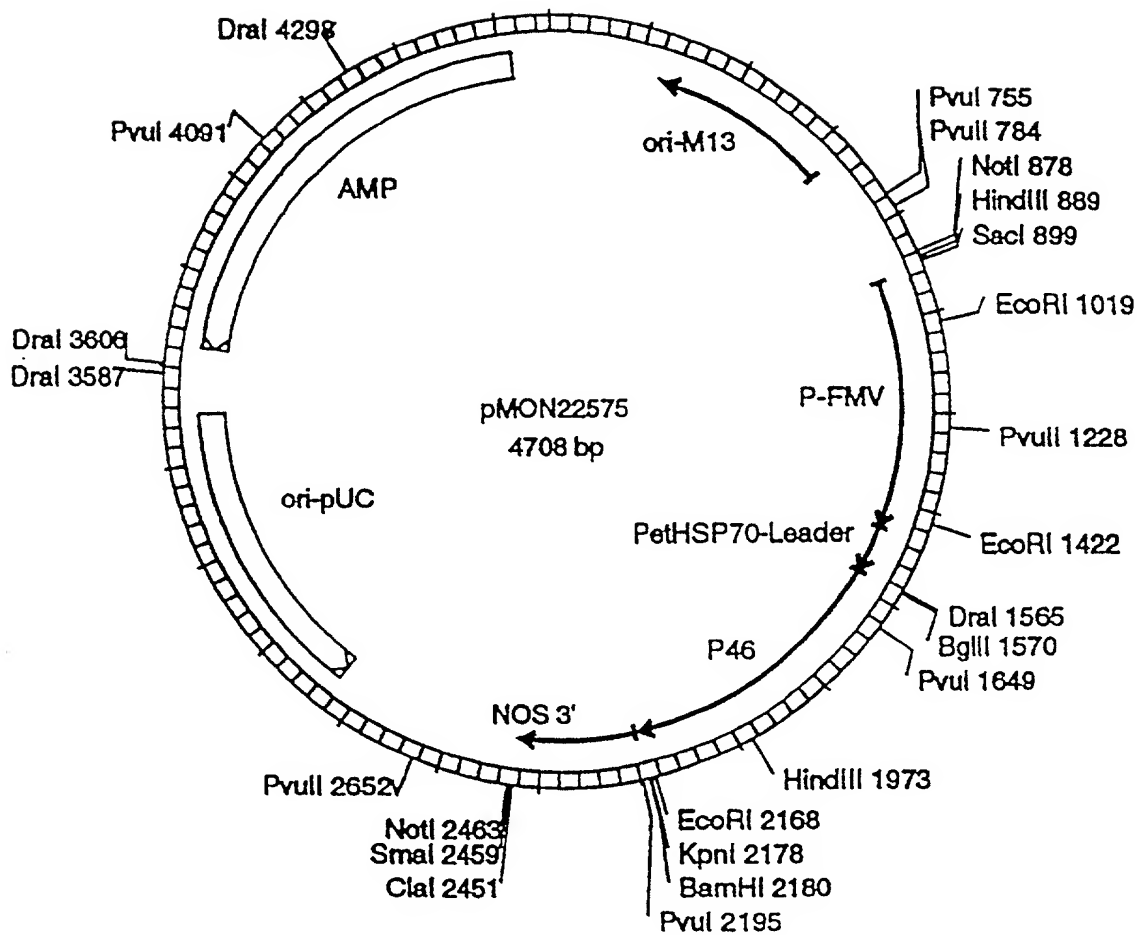 DraI 4298
PvuI 4091
AMP
ori-M13
PvuI 755
PvuII 784
NotI 878
HindIII 889
SacI 899
EcoRI 1019
DraI 3606
DraI 3587
pMON22575
4708 bp
P-FMV
PvuII 1228
ori-pUC
PetHSP70-Leader
EcoRI 1422
DraI 1565
BglII 1570
PvuI 1649
P46
NOS 3'
HindIII 1973
PvuII 2652
EcoRI 2168
NotI 2463
KpnI 2178
SmaI 2459
BamHI 2180
ClaI 2451
PvuI 2195